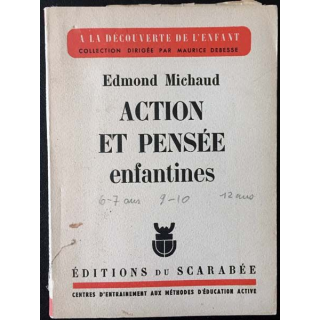 A LA DÉCOUVERTE DE L'ENFANT
COLLECTION DIRIGÉE PAR MAURICE DEBESSE
Edmond Michaud
ACTION
ET PENSÉE
enfantines
6-7 ans 9-10 12 ans
ÉDITIONS DU SCARABÉE
CENTRES D'ENTRAINEMENT AUX MÉTHODES D'ÉDUCATION ACTIVE